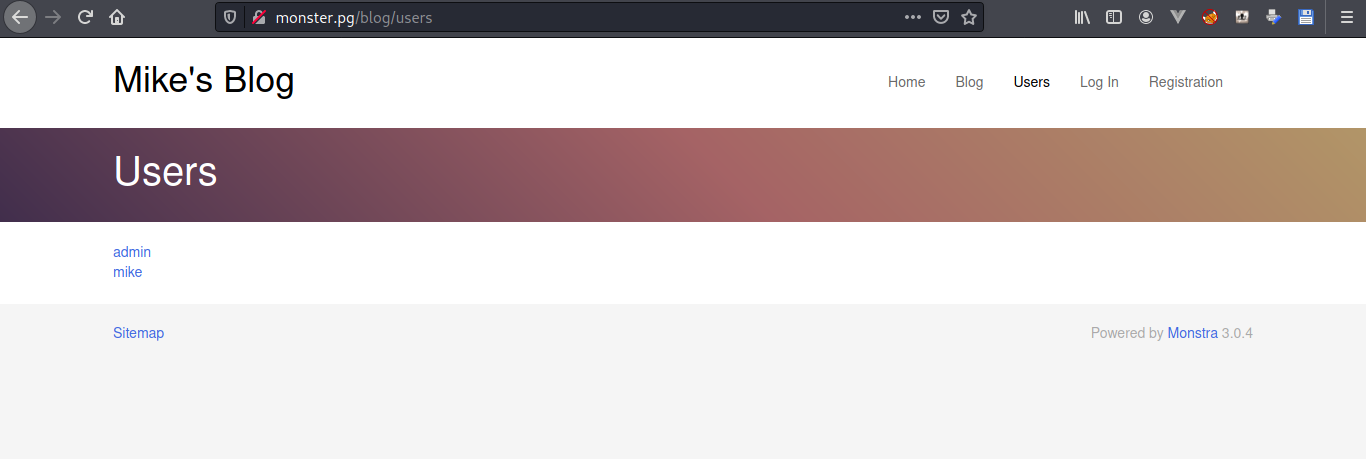 monster.pg/blog/users
Mike's Blog
Home Blog Users Log In Registration
Users
admin
mike
Sitemap
Powered by Monstra 3.0.4